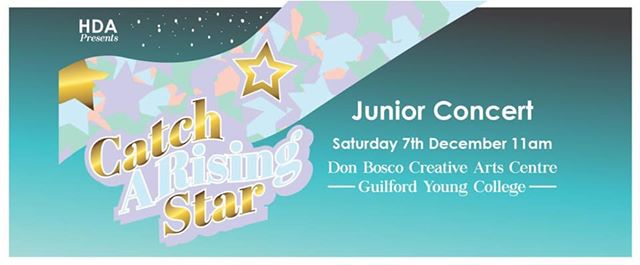 HDA
Presents
Catch
A Rising
Star
Junior Concert
Saturday 7th December 11am
Don Bosco Creative Arts Centre
Guilford Young College